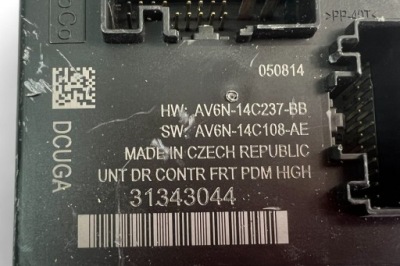 050814
HW: AV6N-14C237-BB
SW: AV6N-14C108-AE
MADE IN CZECH REPUBLIC
UNT DR CONTR FRT PDM HIGH
31343044
DCUGA